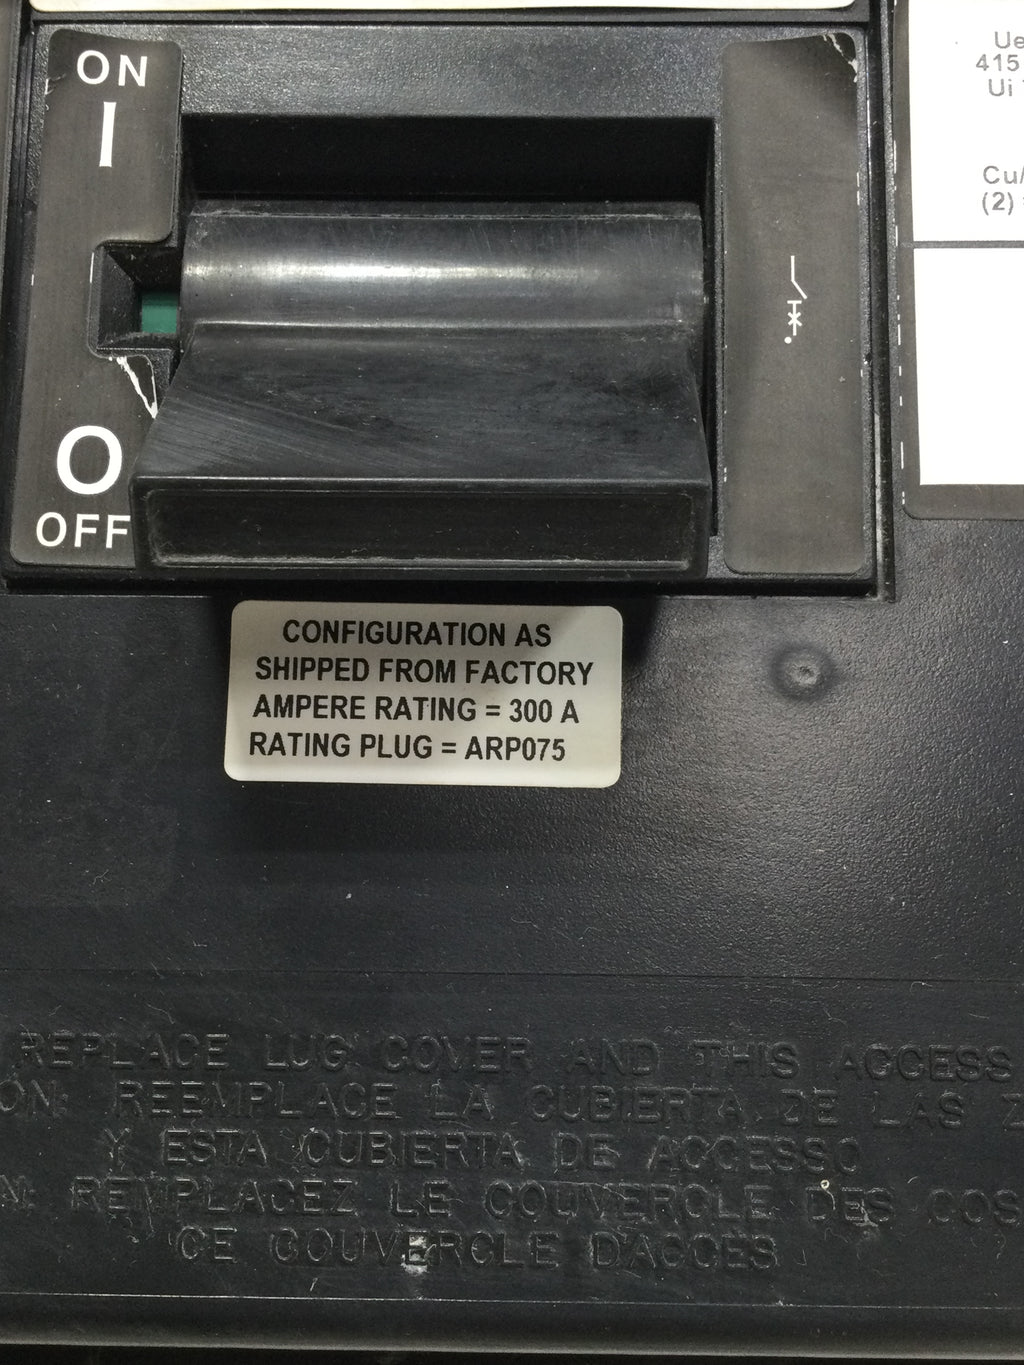 ON
I
O
OFF
Ue
415
Ui
Cu/
(2)
CONFIGURATION AS
SHIPPED FROM FACTORY
AMPERE RATING = 300 A
RATING PLUG = ARP075
REPLACE LUG COVER AND THIS ACCESS
ON: REEMPLACE LA CUBIERTA DE LAS Z
Y ESTA CUBIERTA DE ACCESSO
N: REMPLACEZ LE COUVERCLE DES COS
CE COUVERCLE D'ACCES